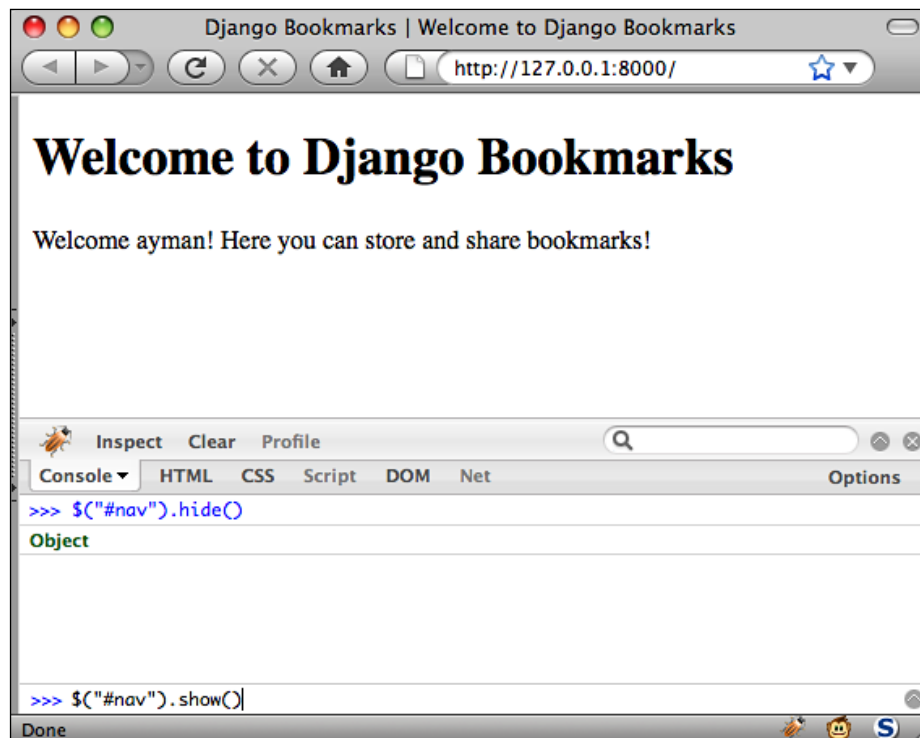 Django Bookmarks | Welcome to Django Bookmarks
http://127.0.0.1:8000/
Welcome to Django Bookmarks
Welcome ayman! Here you can store and share bookmarks!
Inspect Clear Profile
Console HTML CSS Script DOM Net Options
>>> $("#nav").hide()
Object
>>> $("#nav").show()
Done S